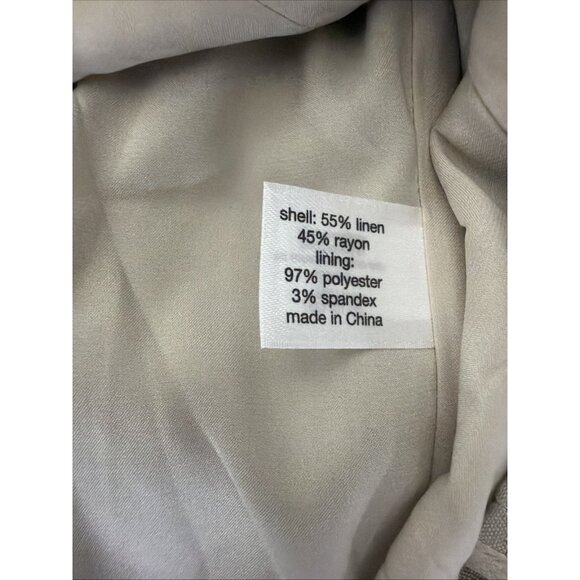 shell: 55% linen
45% rayon
lining:
97% polyester
3% spandex
made in China